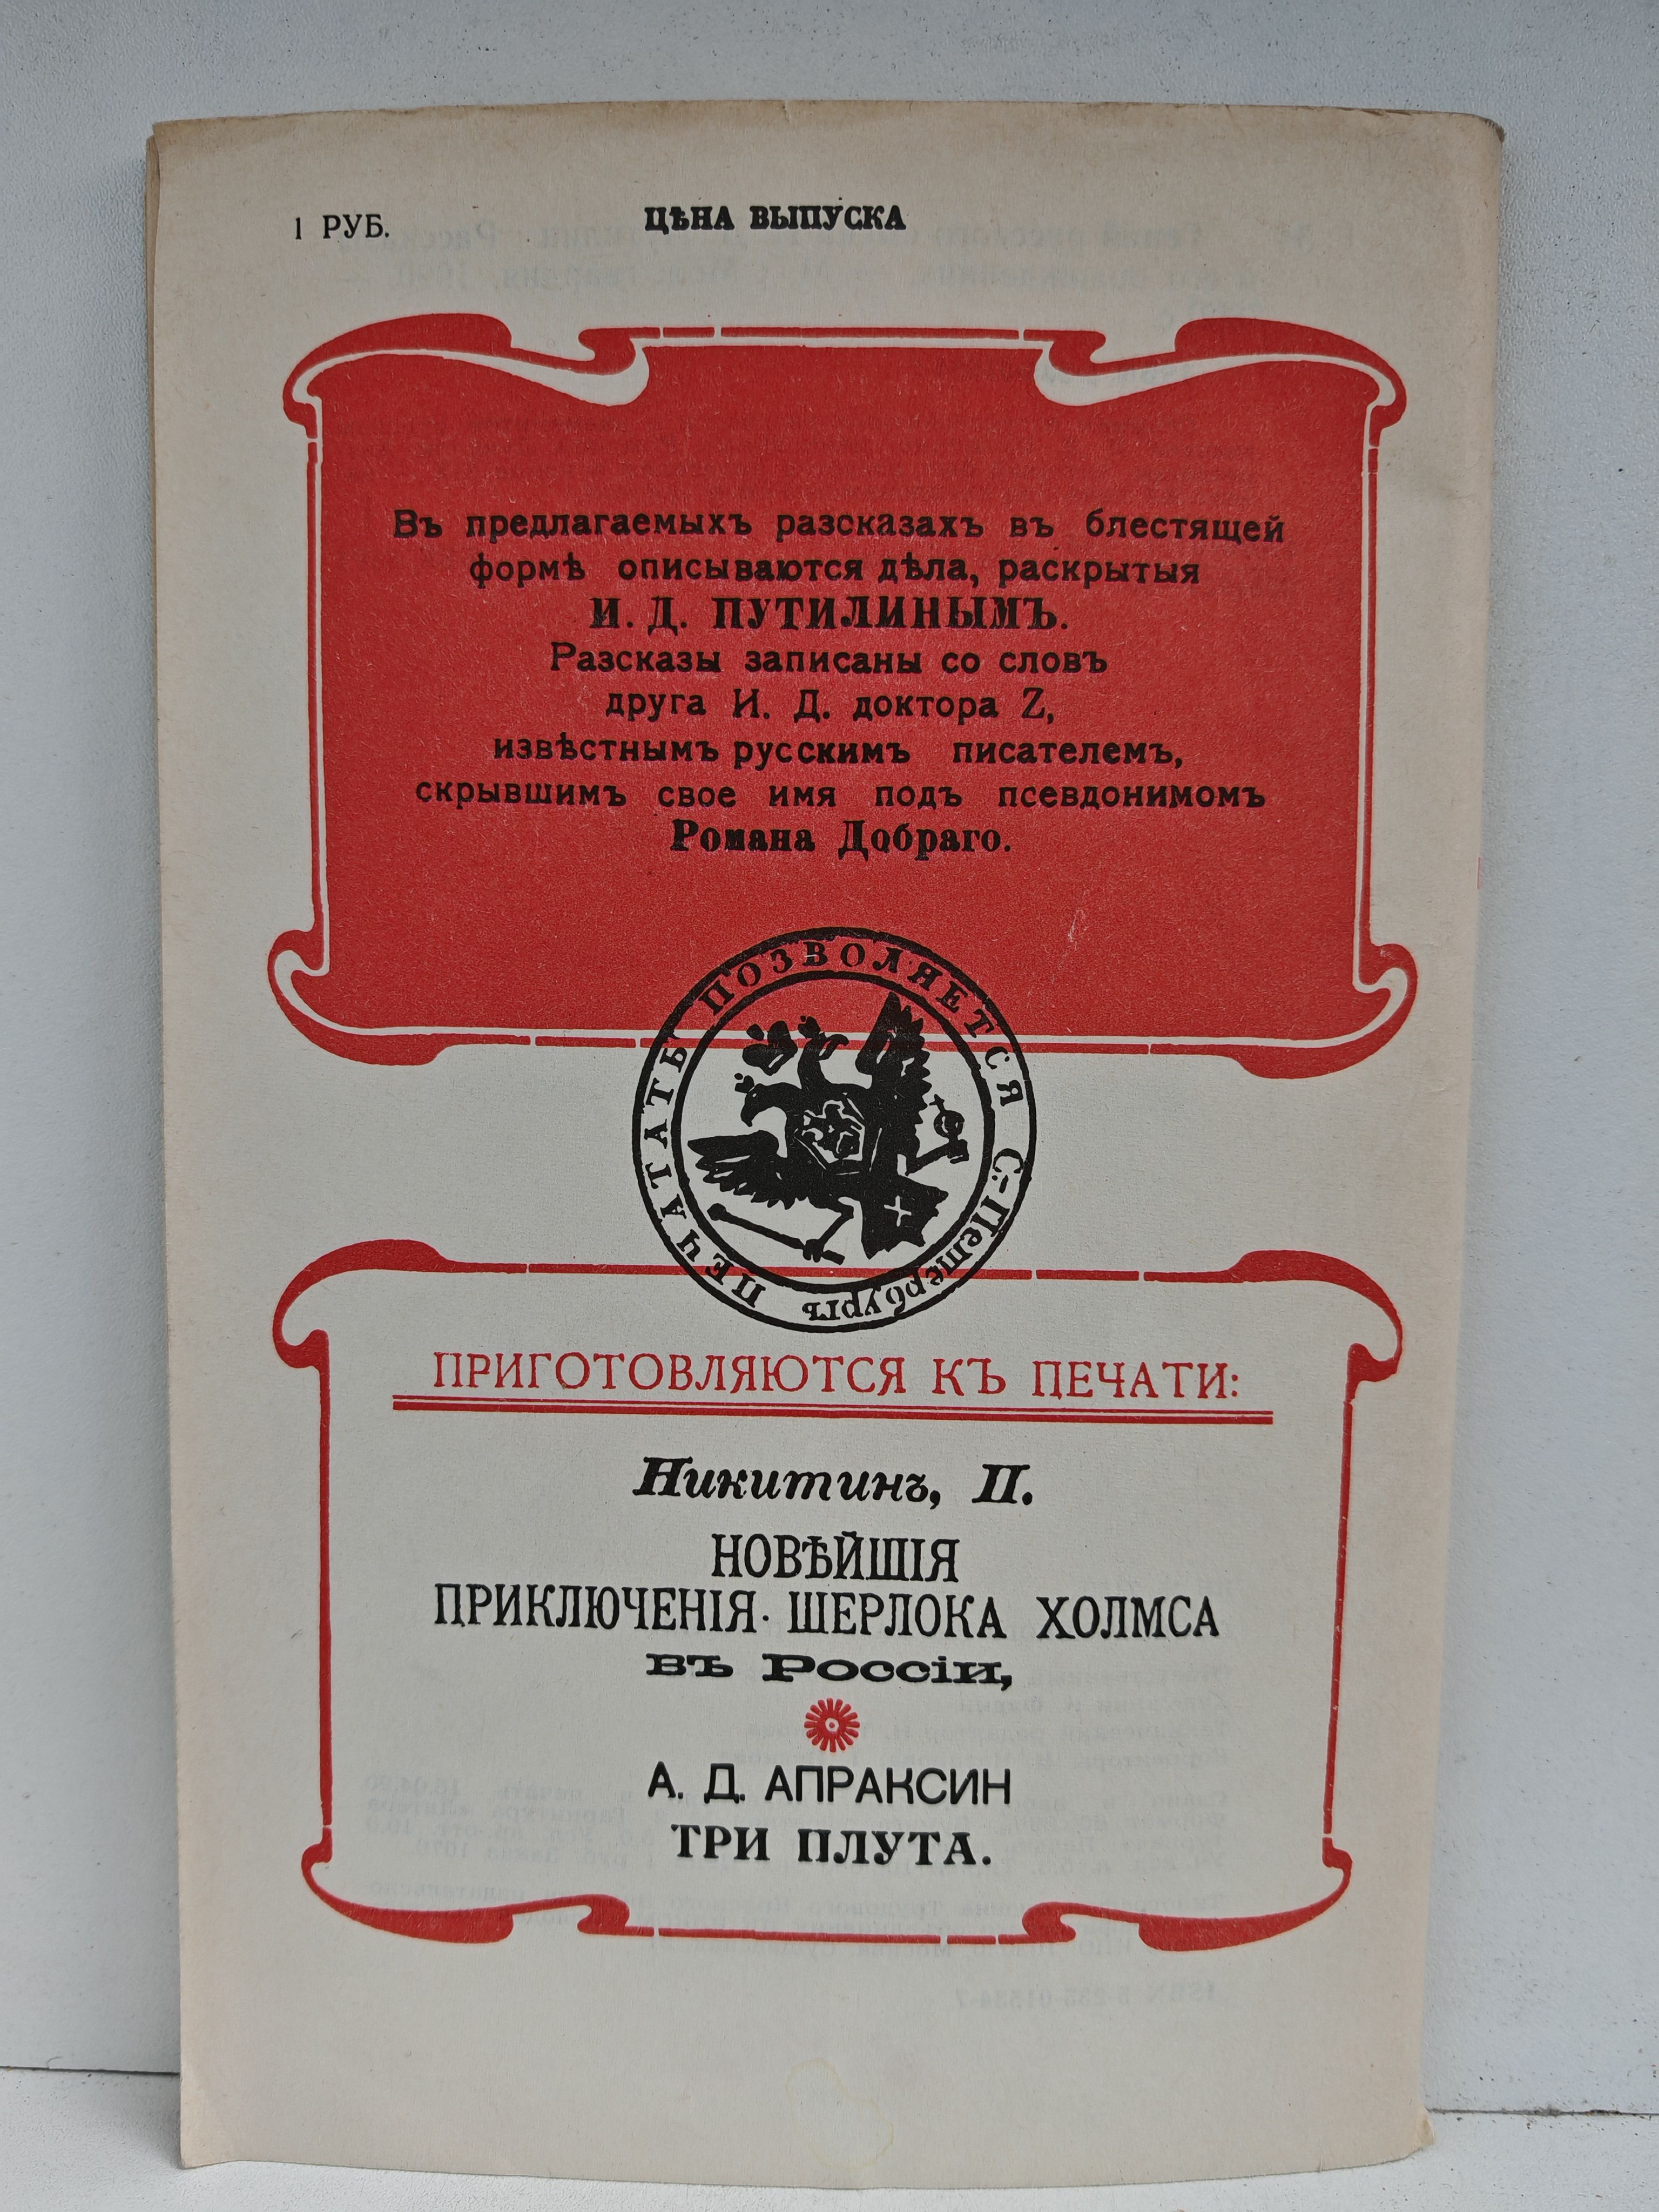 1 РУБ. ЦѢНА ВЫПУСКА
Въ предлагаемыхъ разсказахъ въ блестящей
формѣ описываются дѣла, раскрытыя
И. Д. ПУТИЛИНЫМЪ.
Разсказы записаны со словъ
друга И. Д. доктора Z,
извѣстнымъ русскимъ писателемъ,
скрывшимъ свое имя подъ псевдонимомъ
Романа Добраго.
ПЕЧАТАТЬ ПОЗВОЛЯЕТСЯ С.-Петербургъ
ПРИГОТОВЛЯЮТСЯ КЪ ПЕЧАТИ:
Никитинъ, П.
НОВѢЙШІЯ
ПРИКЛЮЧЕНІЯ ШЕРЛОКА ХОЛМСА
въ Россіи,
А. Д. АПРАКСИН
ТРИ ПЛУТА.